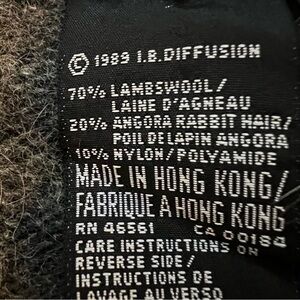 © 1989 I.B.DIFFUSION
70% LAMBSWOOL/
LAINE D'AGNEAU
20% ANGORA RABBIT HAIR/
POIL DE LAPIN ANGORA
10% NYLON/POLYAMIDE
MADE IN HONG KONG/
FABRIQUE A HONG KONG
RN 46561 CA 00184
CARE INSTRUCTIONS ON
REVERSE SIDE/
INSTRUCTIONS DE
LAVAGE AU VERSO